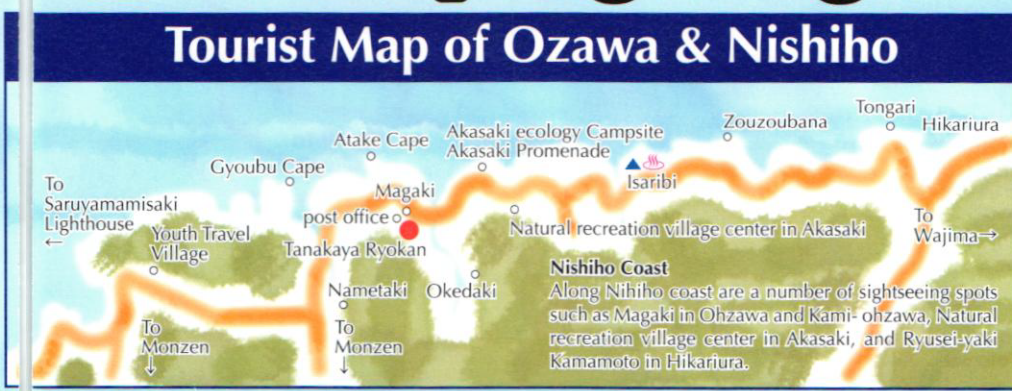 Tourist Map of Ozawa & Nishiho
Tongari
Hikariura
Zouzoubana
Akasaki ecology Campsite
Akasaki Promenade
Atake Cape
Gyoubu Cape
Isaribi
Magaki
To
Saruyamamisaki
Lighthouse
←
post office
Youth Travel
Village
Tanakaya Ryokan
Natural recreation village center in Akasaki
To
Wajima→
Nametaki
Okedaki
To
Monzen
↓
To
Monzen
↓
Nishiho Coast
Along Nihiho coast are a number of sightseeing spots
such as Magaki in Ohzawa and Kami- ohzawa, Natural
recreation village center in Akasaki, and Ryusei-yaki
Kamamoto in Hikariura.